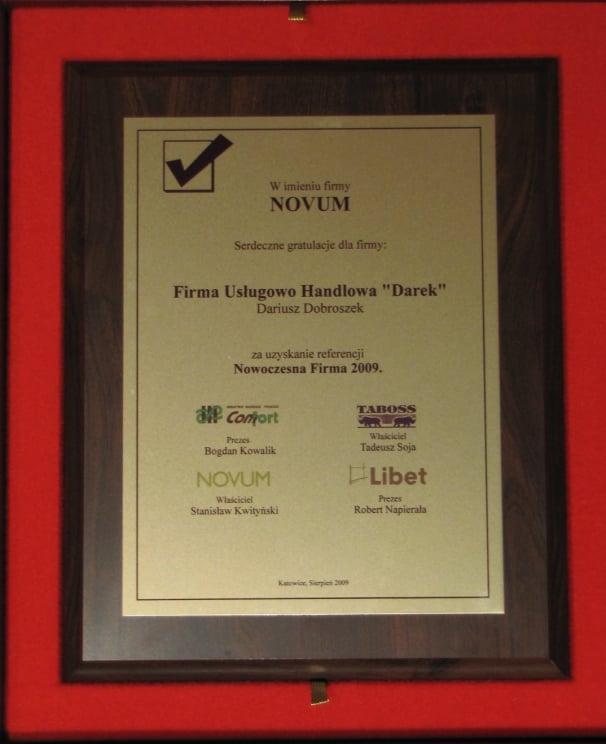 W imieniu firmy
NOVUM
Serdeczne gratulacje dla firmy:
Firma Usługowo Handlowa "Darek"
Dariusz Dobroszek
za uzyskanie referencji
Nowoczesna Firma 2009.
Comfort
Prezes
Bogdan Kowalik
TABOSS
Właściciel
Tadeusz Soja
NOVUM
Właściciel
Stanisław Kwityński
Libet
Prezes
Robert Napierała
Katowice, Sierpień 2009